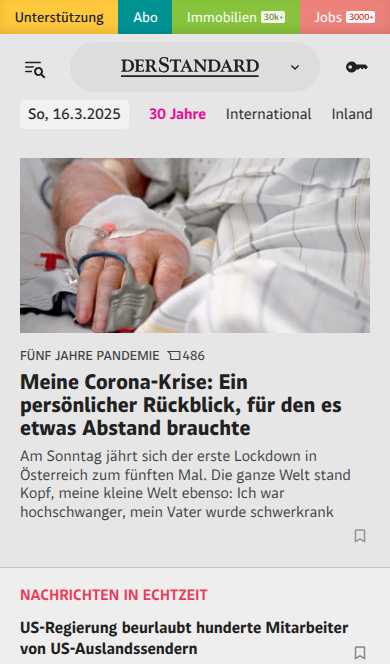 Unterstützung Abo Immobilien 30k+ Jobs 3000+
DERSTANDARD
So, 16.3.2025 30 Jahre International Inland
FÜNF JAHRE PANDEMIE 486
Meine Corona-Krise: Ein
persönlicher Rückblick, für den es
etwas Abstand brauchte
Am Sonntag jährt sich der erste Lockdown in
Österreich zum fünften Mal. Die ganze Welt stand
Kopf, meine kleine Welt ebenso: Ich war
hochschwanger, mein Vater wurde schwerkrank
NACHRICHTEN IN ECHTZEIT
US-Regierung beurlaubt hunderte Mitarbeiter
von US-Auslandssendern